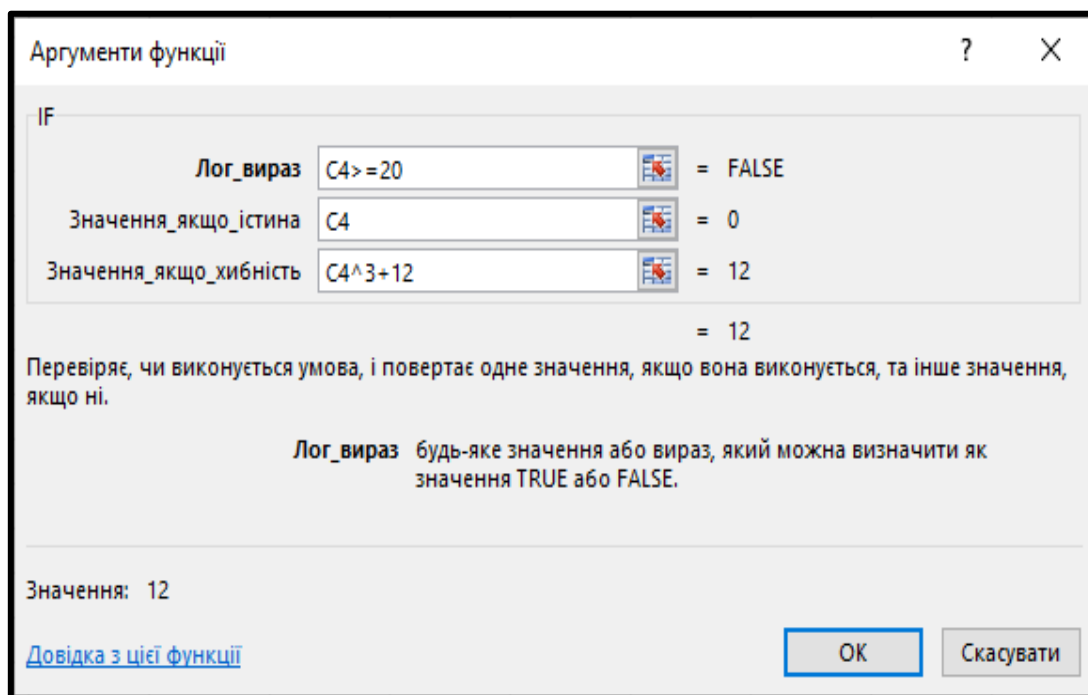 Аргументи функції ? X
IF
Лог_вираз C4>=20 = FALSE
Значення_якщо_істина C4 = 0
Значення_якщо_хибність C4^3+12 = 12
= 12
Перевіряє, чи виконується умова, і повертає одне значення, якщо вона виконується, та інше значення,
якщо ні.
Лог_вираз будь-яке значення або вираз, який можна визначити як
значення TRUE або FALSE.
Значення: 12
Довідка з цієї функції OK Скасувати